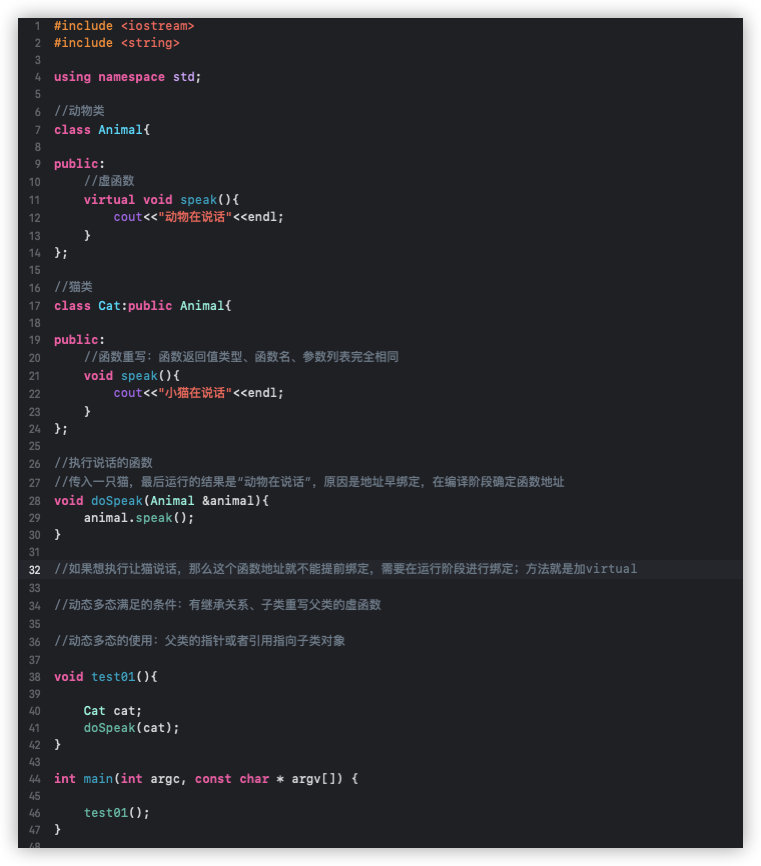 1 #include <iostream>
2 #include <string>
3
4 using namespace std;
5
6 //动物类
7 class Animal{
8
9 public:
10     //虚函数
11     virtual void speak(){
12         cout<<"动物在说话"<<endl;
13     }
14 };
15
16 //猫类
17 class Cat:public Animal{
18
19 public:
20     //函数重写：函数返回值类型、函数名、参数列表完全相同
21     void speak(){
22         cout<<"小猫在说话"<<endl;
23     }
24 };
25
26 //执行说话的函数
27 //传入一只猫，最后运行的结果是“动物在说话”，原因是地址早绑定，在编译阶段确定函数地址
28 void doSpeak(Animal &animal){
29     animal.speak();
30 }
31
32 //如果想执行让猫说话，那么这个函数地址就不能提前绑定，需要在运行阶段进行绑定；方法就是加virtual
33
34 //动态多态满足的条件：有继承关系、子类重写父类的虚函数
35
36 //动态多态的使用：父类的指针或者引用指向子类对象
37
38 void test01(){
39
40     Cat cat;
41     doSpeak(cat);
42 }
43
44 int main(int argc, const char * argv[]) {
45
46     test01();
47 }
48